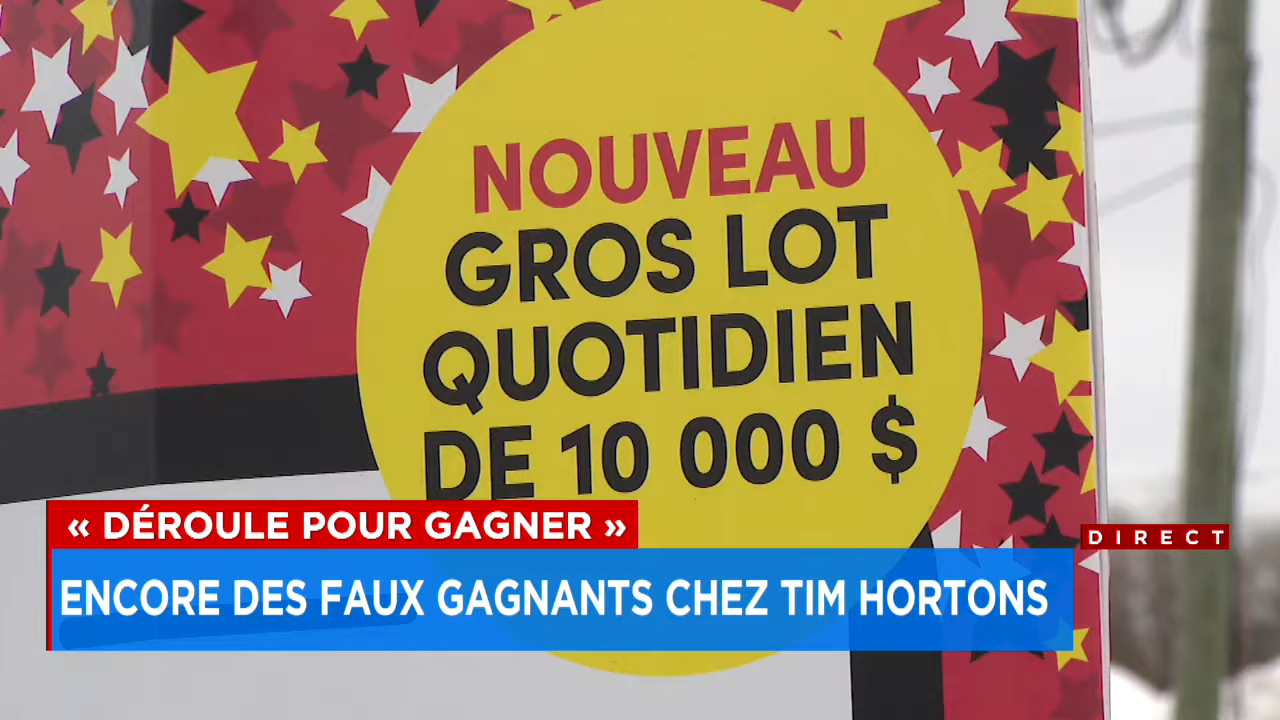 NOUVEAU
GROS LOT
QUOTIDIEN
DE 10 000 $
« DÉROULE POUR GAGNER »
DIRECT
ENCORE DES FAUX GAGNANTS CHEZ TIM HORTONS